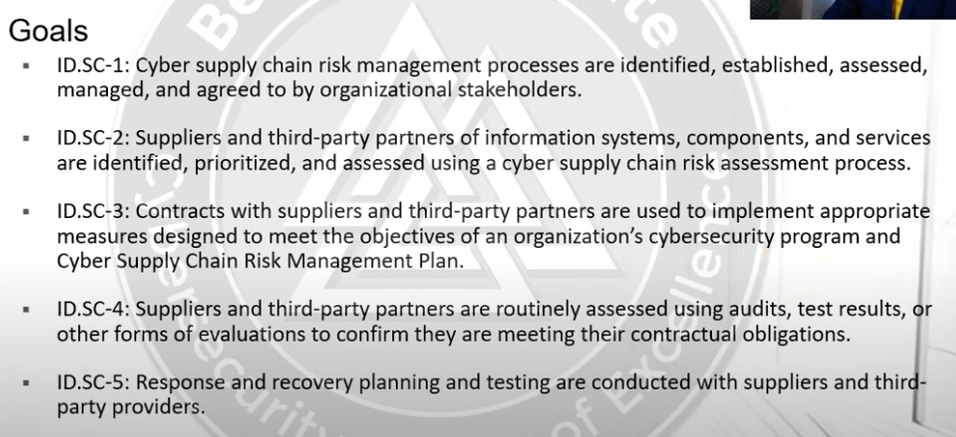 Goals
▪ ID.SC-1: Cyber supply chain risk management processes are identified, established, assessed,
managed, and agreed to by organizational stakeholders.
▪ ID.SC-2: Suppliers and third-party partners of information systems, components, and services
are identified, prioritized, and assessed using a cyber supply chain risk assessment process.
▪ ID.SC-3: Contracts with suppliers and third-party partners are used to implement appropriate
measures designed to meet the objectives of an organization’s cybersecurity program and
Cyber Supply Chain Risk Management Plan.
▪ ID.SC-4: Suppliers and third-party partners are routinely assessed using audits, test results, or
other forms of evaluations to confirm they are meeting their contractual obligations.
▪ ID.SC-5: Response and recovery planning and testing are conducted with suppliers and third-
party providers.
Cybersecurity
of Excellence